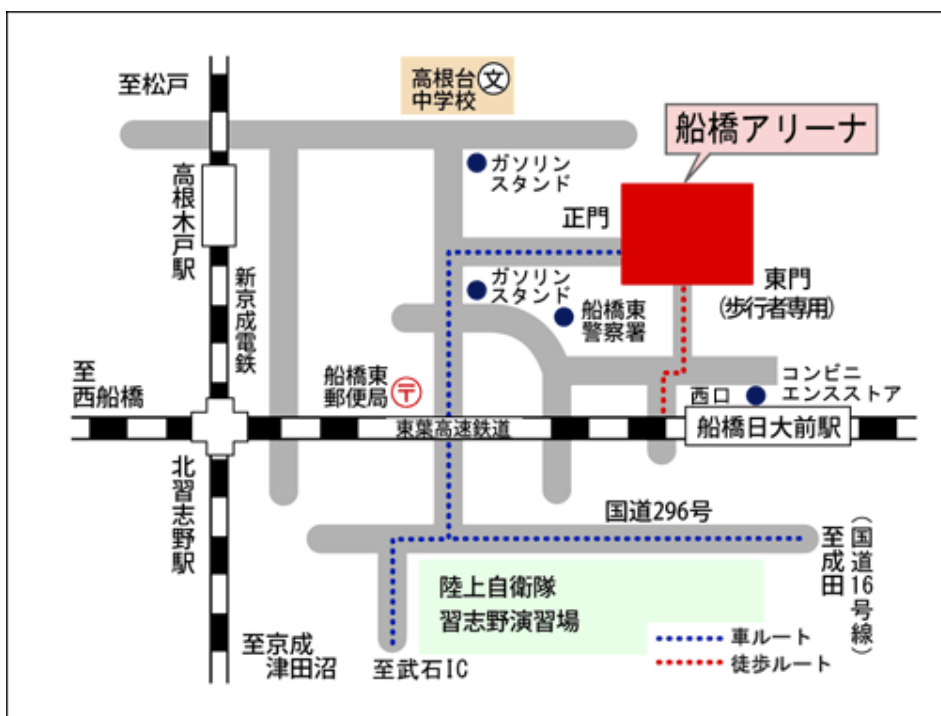 至松戸
高根台
中学校
文
船橋アリーナ
ガソリン
スタンド
高根木戸駅
正門
新京成電鉄
ガソリン
スタンド
船橋東
警察署
東門
(歩行者専用)
至
西船橋
船橋東
郵便局
〒
コンビニ
エンスストア
西口
東葉高速鉄道
船橋日大前駅
北習志野駅
国道296号
至成田
(国道16号線)
陸上自衛隊
習志野演習場
至京成
津田沼
至武石IC
車ルート
徒歩ルート